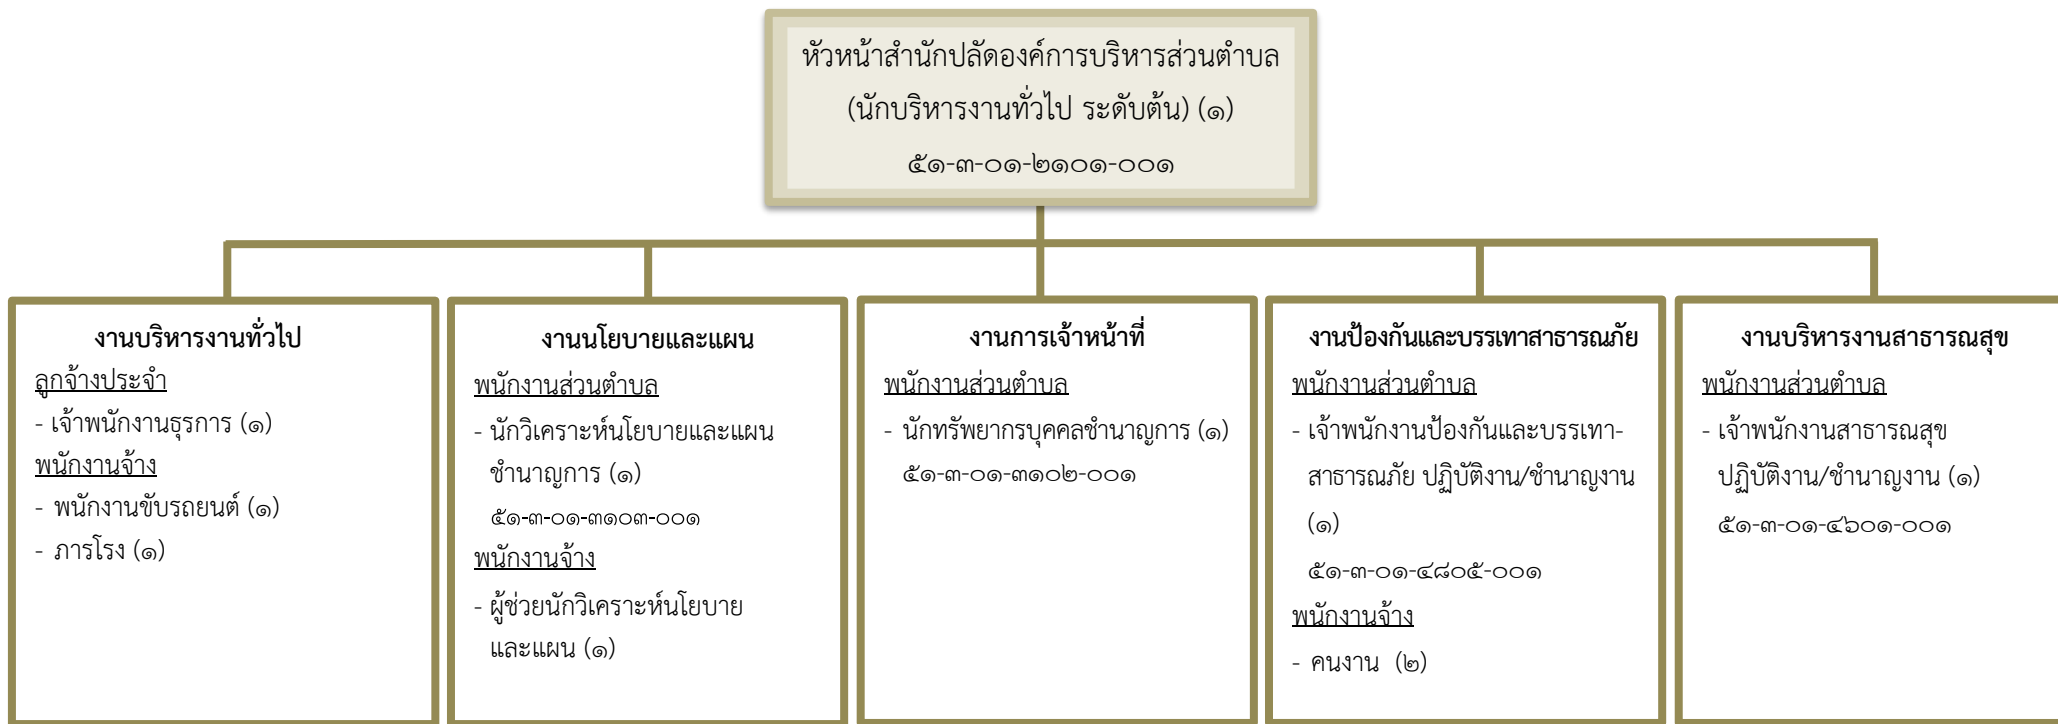 หัวหน้าสำนักปลัดองค์การบริหารส่วนตำบล
(นักบริหารงานทั่วไป ระดับต้น) (๑)
๕๑-๓-๐๑-๒๑๐๑-๐๐๑
งานบริหารงานทั่วไป
ลูกจ้างประจำ
- เจ้าพนักงานธุรการ (๑)
พนักงานจ้าง
- พนักงานขับรถยนต์ (๑)
- ภารโรง (๑)
งานนโยบายและแผน
พนักงานส่วนตำบล
- นักวิเคราะห์นโยบายและแผน
ชำนาญการ (๑)
๕๑-๓-๐๑-๓๑๐๓-๐๐๑
พนักงานจ้าง
- ผู้ช่วยนักวิเคราะห์นโยบาย
และแผน (๑)
งานการเจ้าหน้าที่
พนักงานส่วนตำบล
- นักทรัพยากรบุคคลชำนาญการ (๑)
๕๑-๓-๐๑-๓๑๐๒-๐๐๑
งานป้องกันและบรรเทาสาธารณภัย
พนักงานส่วนตำบล
- เจ้าพนักงานป้องกันและบรรเทา-
สาธารณภัย ปฏิบัติงาน/ชำนาญงาน
(๑)
๕๑-๓-๐๑-๔๘๐๕-๐๐๑
พนักงานจ้าง
- คนงาน (๒)
งานบริหารงานสาธารณสุข
พนักงานส่วนตำบล
- เจ้าพนักงานสาธารณสุข
ปฏิบัติงาน/ชำนาญงาน (๑)
๕๑-๓-๐๑-๔๖๐๑-๐๐๑